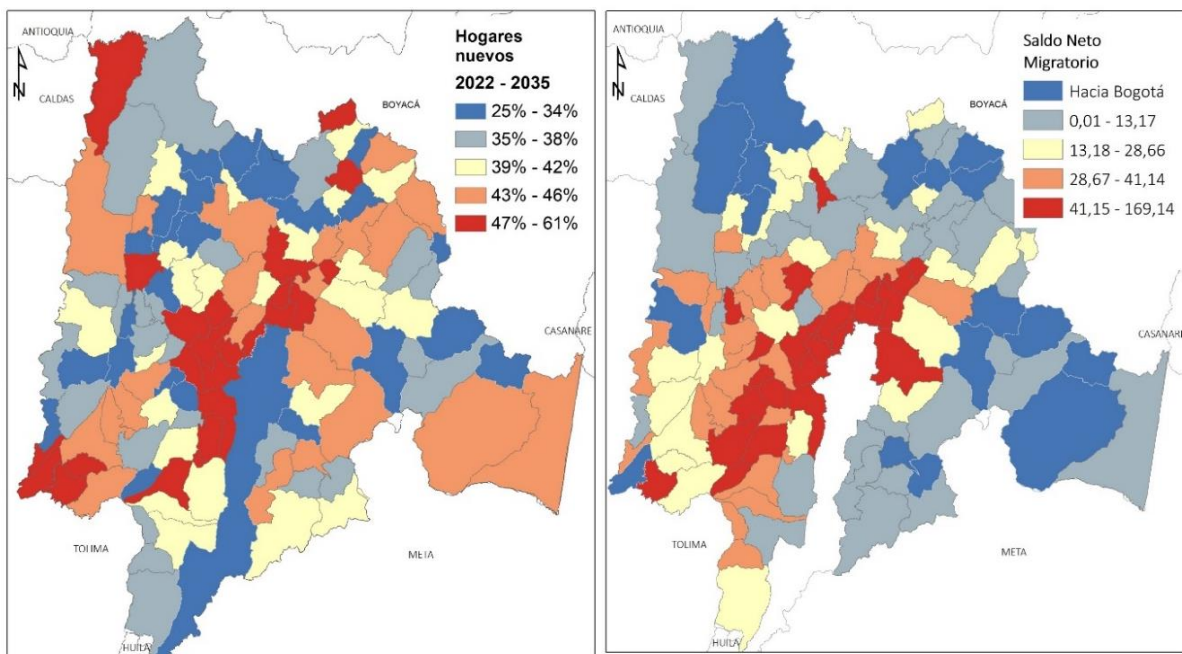 ANTIOQUIA
N
CALDAS
BOYACÁ
CASANARE
TOLIMA
META
HUILA
Hogares
nuevos
2022 - 2035
25% - 34%
35% - 38%
39% - 42%
43% - 46%
47% - 61%
ANTIOQUIA
N
CALDAS
BOYACÁ
CASANARE
TOLIMA
META
HUILA
Saldo Neto
Migratorio
Hacia Bogotá
0,01 - 13,17
13,18 - 28,66
28,67 - 41,14
41,15 - 169,14